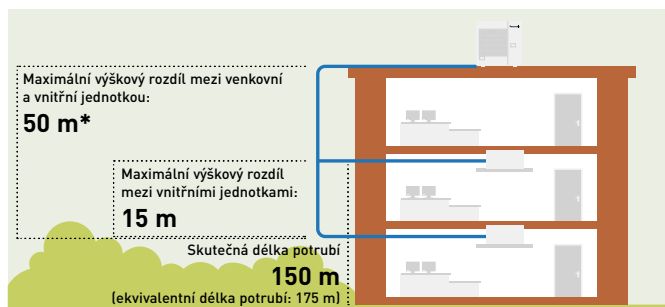 Maximální výškový rozdíl mezi venkovní
a vnitřní jednotkou:
50 m*
Maximální výškový rozdíl
mezi vnitřními jednotkami:
15 m
Skutečná délka potrubí
150 m
(ekvivalentní délka potrubí: 175 m)